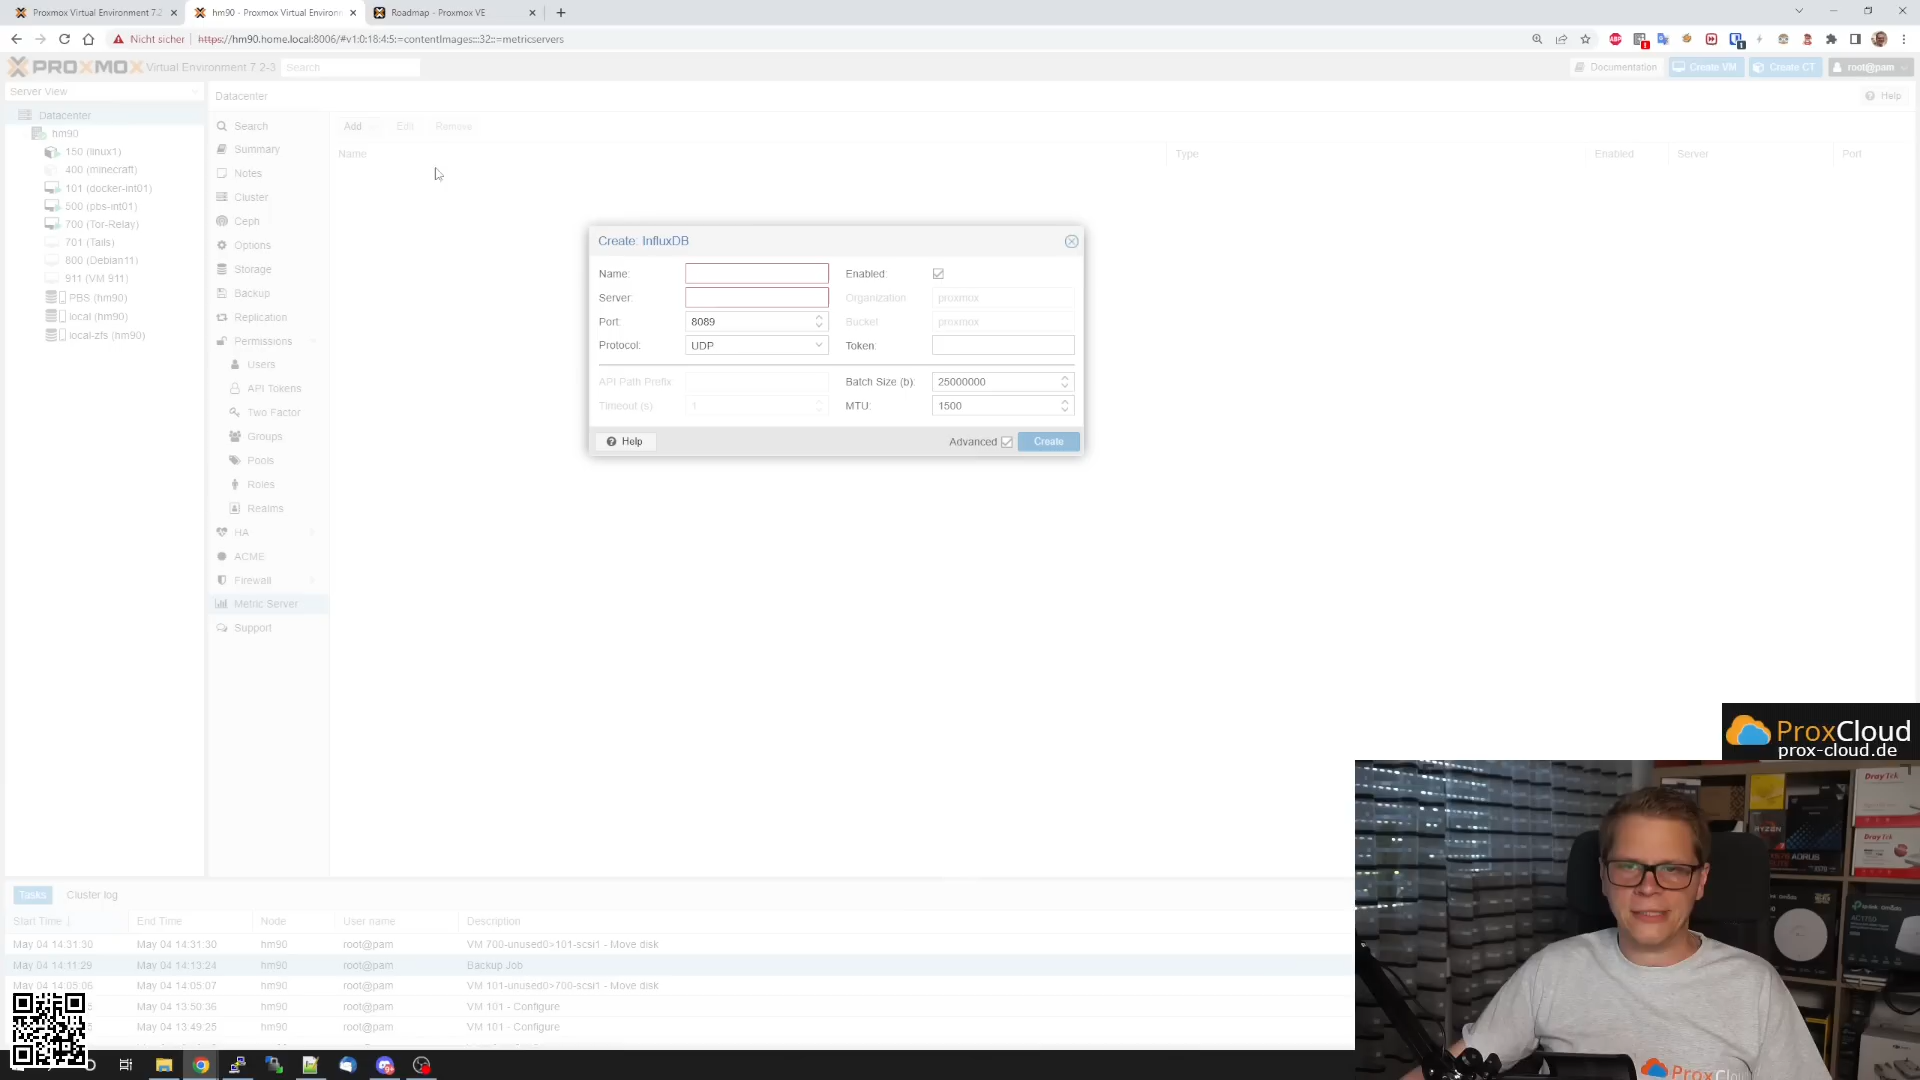 Proxmox Virtual Environment 7.2
hm90 - Proxmox Virtual Environ
Roadmap - Proxmox VE
Nicht sicher
https://hm90.home.local:8006/#v1:0:18:4:5:=contentImages:::32::=metricservers
PROXMOX Virtual Environment 7.2-3
Search
Documentation
Create VM
Create CT
root@pam
Server View
Datacenter
hm90
150 (linux1)
400 (minecraft)
101 (docker-int01)
500 (pbs-int01)
700 (Tor-Relay)
701 (Tails)
800 (Debian11)
911 (VM 911)
PBS (hm90)
local (hm90)
local-zfs (hm90)
Datacenter
Help
Search
Summary
Notes
Cluster
Ceph
Options
Storage
Backup
Replication
Permissions
Users
API Tokens
Two Factor
Groups
Pools
Roles
Realms
HA
ACME
Firewall
Metric Server
Support
Add
Edit
Remove
Name
Type
Enabled
Server
Port
Create: InfluxDB
Name:
Enabled:
Server:
Organization
proxmox
Port:
8089
Bucket
proxmox
Protocol:
UDP
Token:
API Path Prefix
Batch Size (b):
25000000
Timeout (s)
1
MTU:
1500
Help
Advanced
Create
Tasks
Cluster log
Start Time
End Time
Node
User name
Description
May 04 14:31:30
May 04 14:31:30
hm90
root@pam
VM 700-unused0>101-scsi1 - Move disk
May 04 14:11:29
May 04 14:13:24
hm90
root@pam
Backup Job
May 04 14:05:06
May 04 14:05:07
hm90
root@pam
VM 101-unused0>700-scsi1 - Move disk
May 04 13:50:36
hm90
root@pam
VM 101 - Configure
May 04 13:49:25
hm90
root@pam
VM 101 - Configure
ProxCloud
prox-cloud.de
DrayTek
DrayTek
RYZEN
AORUS
X570
tp-link
AC1750